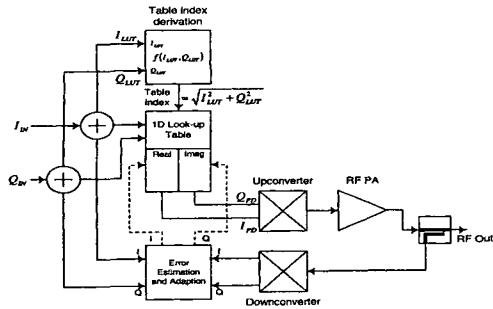 Table index
derivation
I_LUT
I_LUT
f(I_LUT, Q_LUT)
Q_LUT
Q_LUT
Table
index
= √(I²_LUT + Q²_LUT)
I_IN
1D Look-up
Table
Real
Imag
Q_IN
Q_PD
Upconverter
RF PA
I_PD
RF Out
I
Q
I
Error
Estimation
and Adaption
I
Q
Q
Downconverter